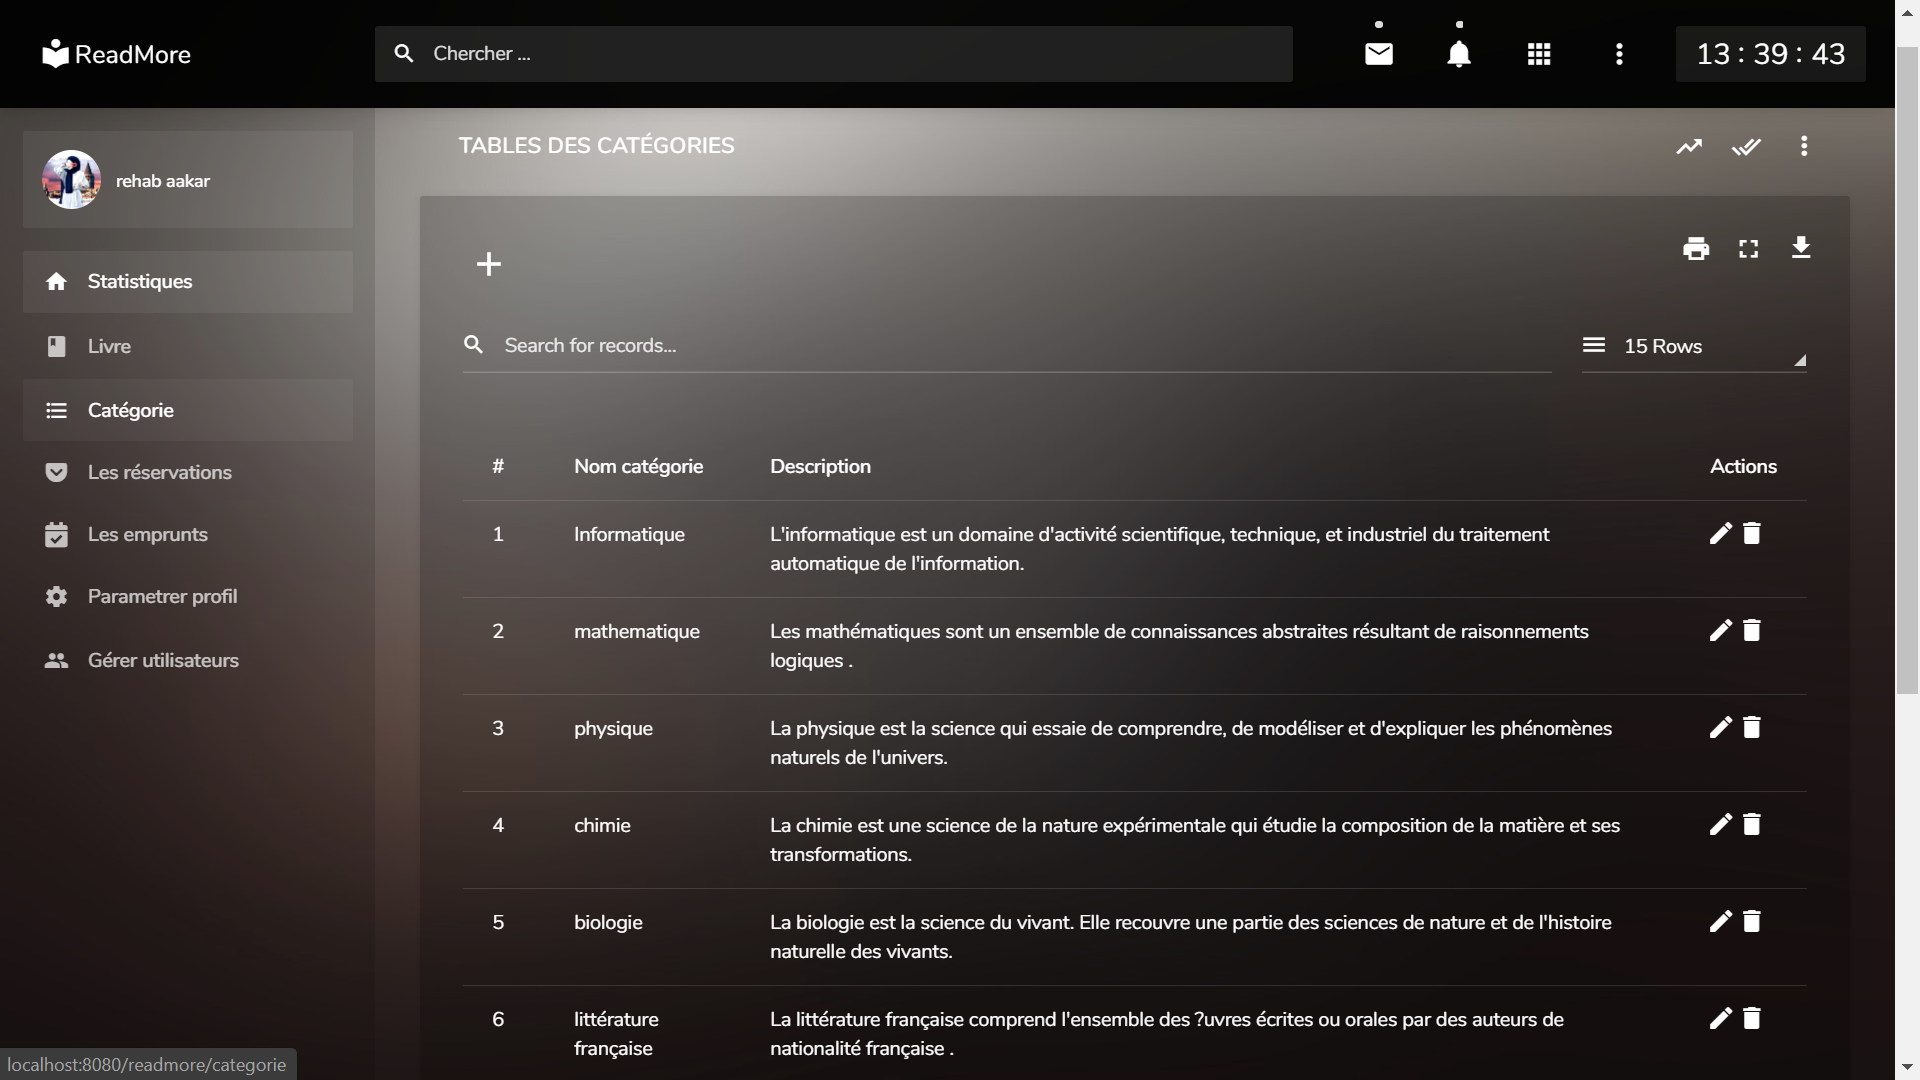 ReadMore
Chercher ...
13 : 39 : 43
rehab aakar
Statistiques
Livre
Catégorie
Les réservations
Les emprunts
Parametrer profil
Gérer utilisateurs
TABLES DES CATÉGORIES
Search for records...
15 Rows
# Nom catégorie Description Actions
1 Informatique L'informatique est un domaine d'activité scientifique, technique, et industriel du traitement
automatique de l'information.
2 mathematique Les mathématiques sont un ensemble de connaissances abstraites résultant de raisonnements
logiques .
3 physique La physique est la science qui essaie de comprendre, de modéliser et d'expliquer les phénomènes
naturels de l'univers.
4 chimie La chimie est une science de la nature expérimentale qui étudie la composition de la matière et ses
transformations.
5 biologie La biologie est la science du vivant. Elle recouvre une partie des sciences de nature et de l'histoire
naturelle des vivants.
6 littérature La littérature française comprend l'ensemble des ?uvres écrites ou orales par des auteurs de
française nationalité française .
localhost:8080/readmore/categorie